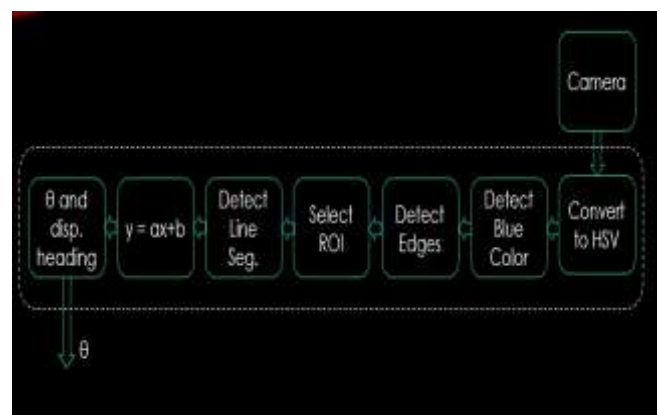 Camera
θ and
disp.
heading
y = ax+b
Detect
Line
Seg.
Select
ROI
Detect
Edges
Detect
Blue
Color
Convert
to HSV
θ